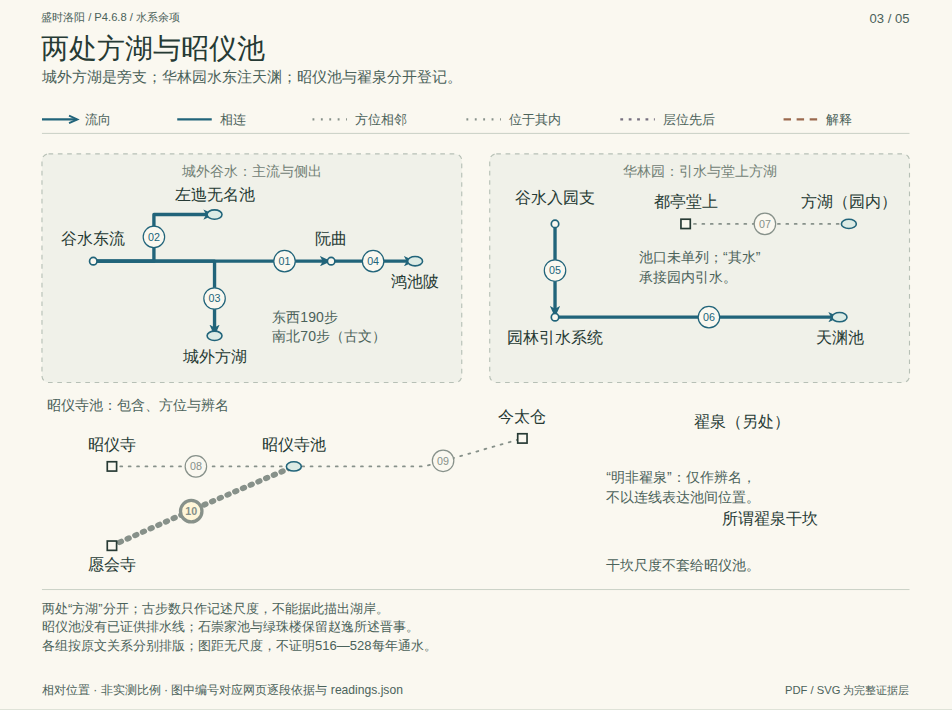 盛时洛阳 / P4.6.8 / 水系余项
03 / 05
两处方湖与昭仪池
城外方湖是旁支；华林园水东注天渊；昭仪池与翟泉分开登记。
流向
相连
方位相邻
位于其内
层位先后
解释
城外谷水：主流与侧出
左迆无名池
谷水东流
02
01
阮曲
04
鸿池陂
03
东西190步
南北70步（古文）
城外方湖
华林园：引水与堂上方湖
谷水入园支
都亭堂上
方湖（园内）
07
池口未单列；“其水”
承接园内引水。
05
06
园林引水系统
天渊池
昭仪寺池：包含、方位与辨名
昭仪寺
昭仪寺池
今太仓
08
09
10
愿会寺
翟泉（另处）
“明非翟泉”：仅作辨名，
不以连线表达池间位置。
所谓翟泉干坎
干坎尺度不套给昭仪池。
两处“方湖”分开；古步数只作记述尺度，不能据此描出湖岸。
昭仪池没有已证供排水线；石崇家池与绿珠楼保留赵逸所述晋事。
各组按原文关系分别排版；图距无尺度，不证明516—528每年通水。
相对位置 · 非实测比例 · 图中编号对应网页逐段依据与 readings.json
PDF / SVG 为完整证据层